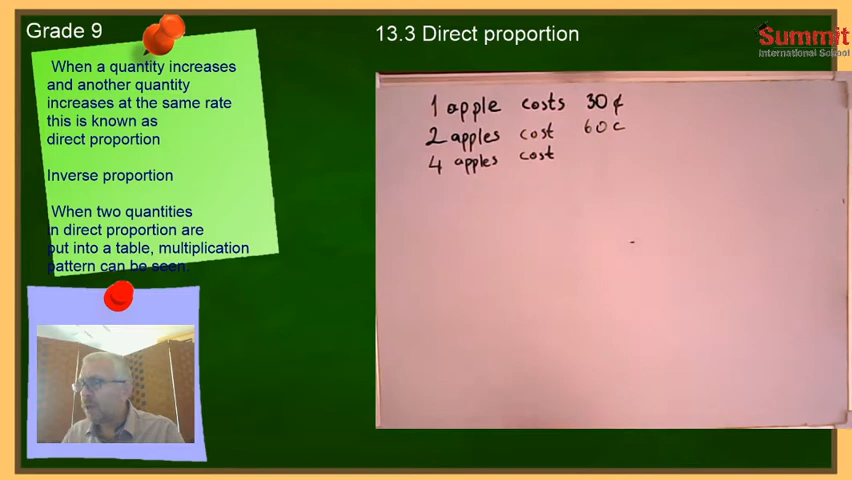 Grade 9
When a quantity increases
and another quantity
increases at the same rate
this is known as
direct proportion
Inverse proportion
When two quantities
in direct proportion are
put into a table, multiplication
pattern can be seen.
13.3 Direct proportion
Summit
International School
1 apple costs 30 ¢
2 apples cost 60 c
4 apples cost